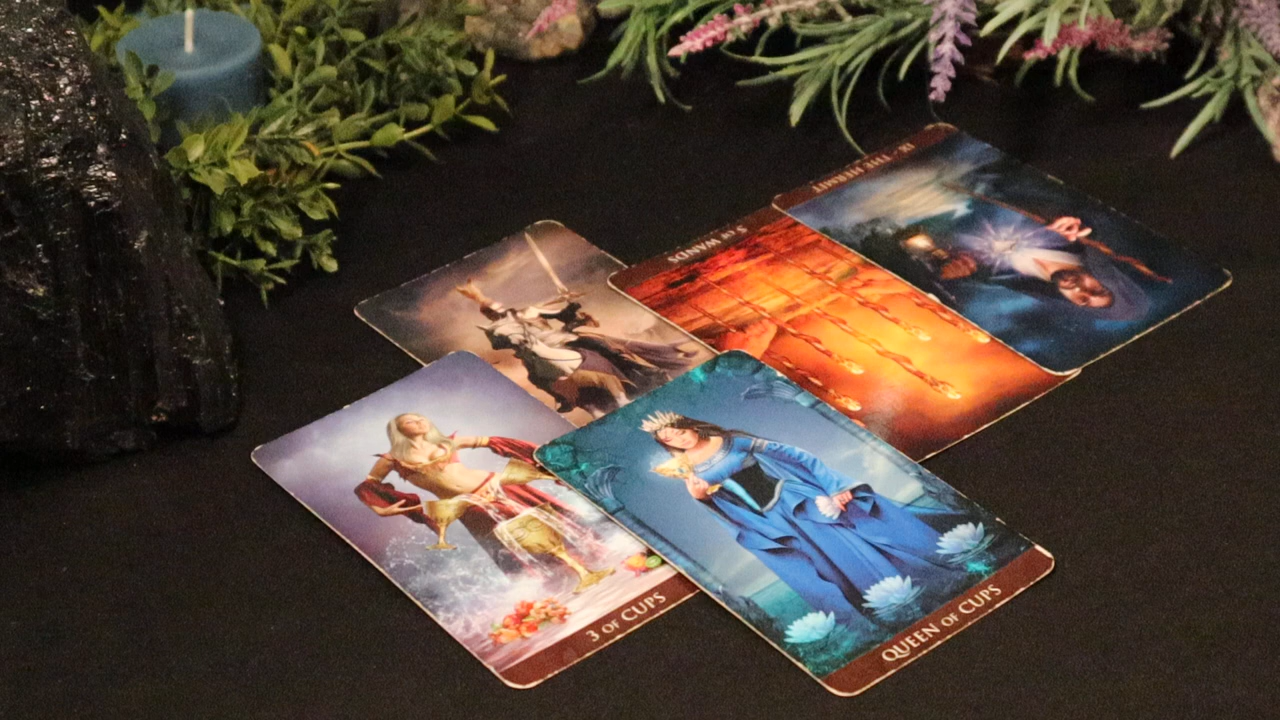 IX THE HERMIT
5 OF WANDS
3 OF CUPS
QUEEN OF CUPS